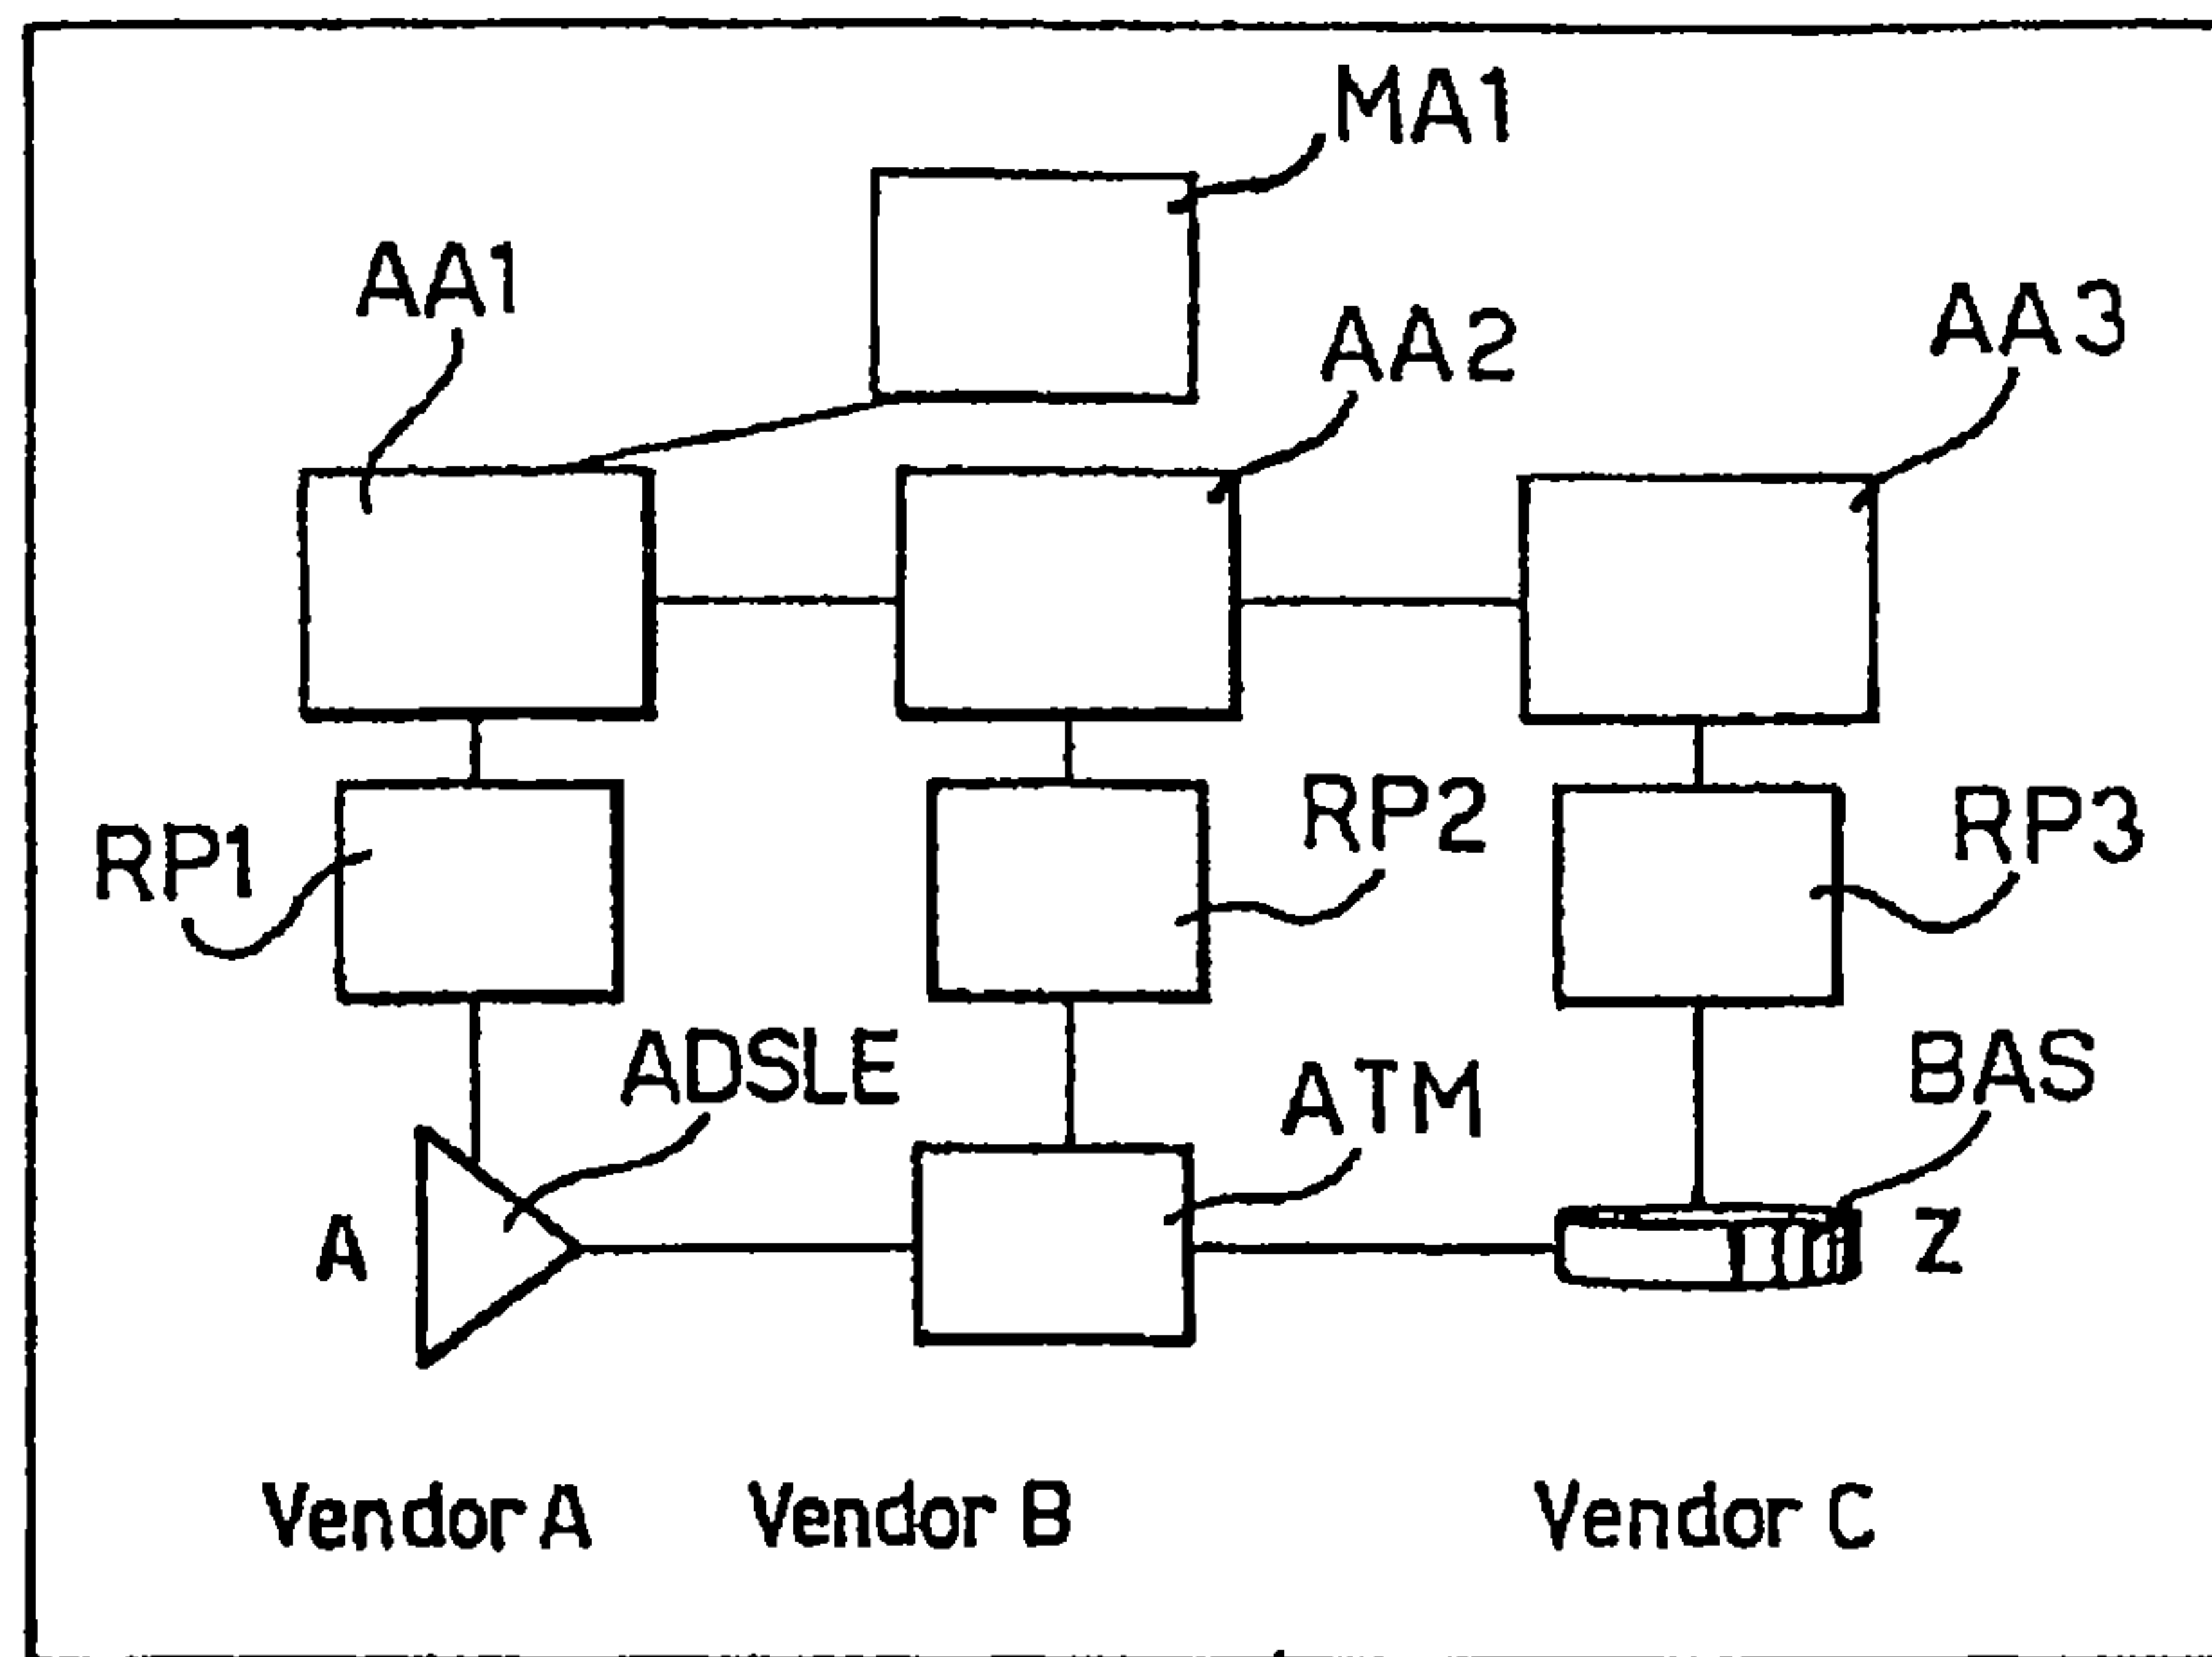 MA1
AA1
AA2
AA3
RP1
RP2
RP3
ADSLE
ATM
BAS
A
Z
Vendor A
Vendor B
Vendor C